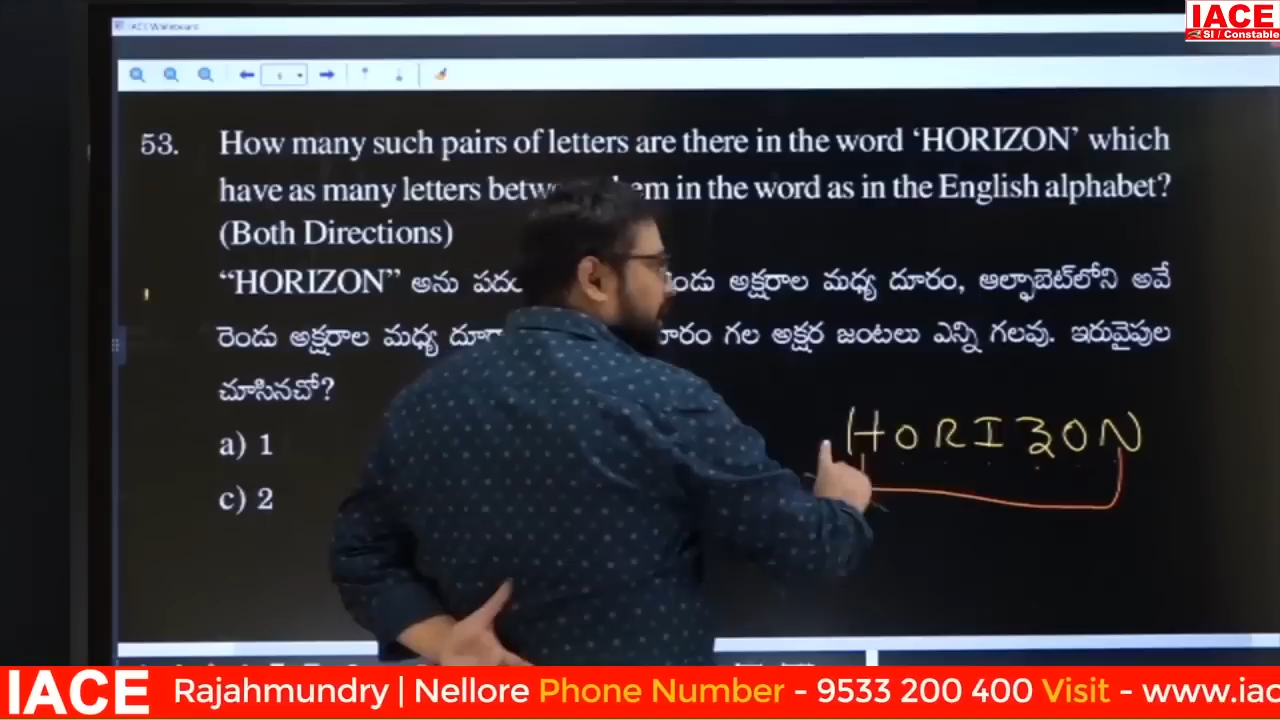 IACE
SI / Constable
IACE Whiteboard
53. How many such pairs of letters are there in the word ‘HORIZON’ which
have as many letters betw em in the word as in the English alphabet?
(Both Directions)
“HORIZON” అను పదం ండు అక్షరాల మధ్య దూరం, ఆల్ఫాబెట్‌లోని అవే
రెండు అక్షరాల మధ్య దూరం గల అక్షర జంటలు ఎన్ని గలవు. ఇరువైపుల
చూసినచో?
HORIZON
a) 1
c) 2
IACE Rajahmundry | Nellore Phone Number - 9533 200 400 Visit - www.iac